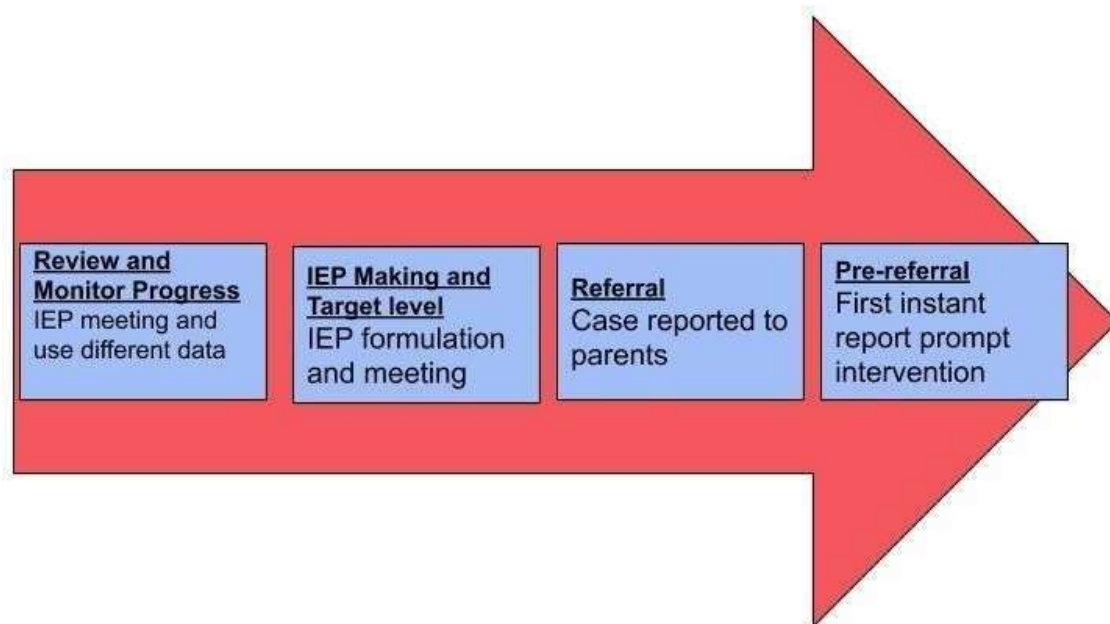 Review and
Monitor Progress
IEP meeting and
use different data
IEP Making and
Target level
IEP formulation
and meeting
Referral
Case reported to
parents
Pre-referral
First instant
report prompt
intervention